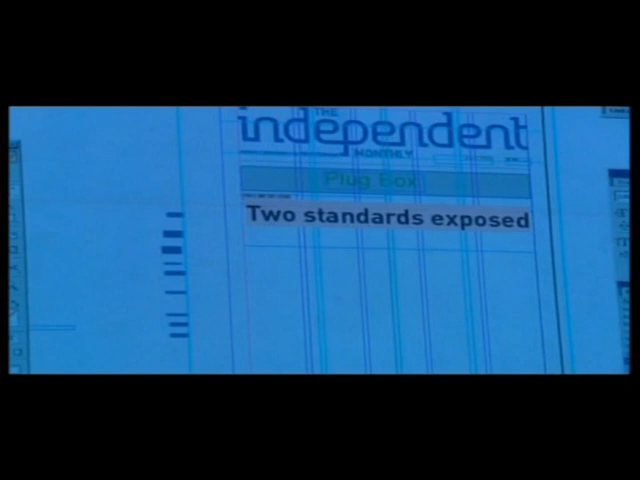 THE
independent
MONTHLY
Plug Box
Two standards exposed